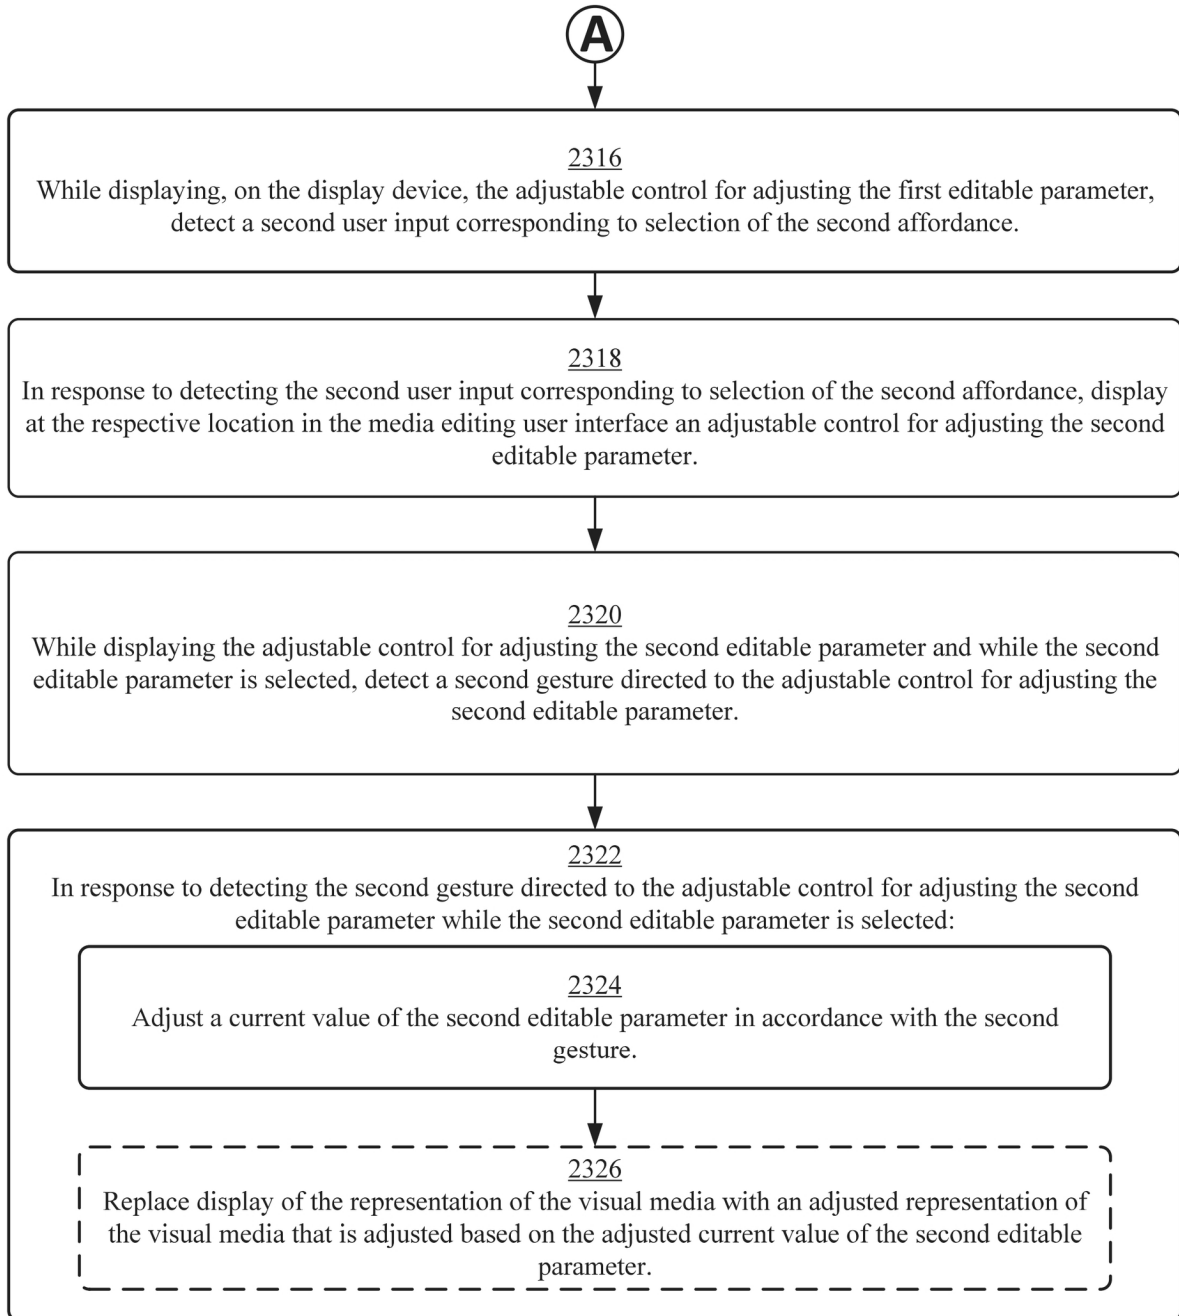 A
2316
While displaying, on the display device, the adjustable control for adjusting the first editable parameter,
detect a second user input corresponding to selection of the second affordance.
2318
In response to detecting the second user input corresponding to selection of the second affordance, display
at the respective location in the media editing user interface an adjustable control for adjusting the second
editable parameter.
2320
While displaying the adjustable control for adjusting the second editable parameter and while the second
editable parameter is selected, detect a second gesture directed to the adjustable control for adjusting the
second editable parameter.
2322
In response to detecting the second gesture directed to the adjustable control for adjusting the second
editable parameter while the second editable parameter is selected:
2324
Adjust a current value of the second editable parameter in accordance with the second
gesture.
2326
Replace display of the representation of the visual media with an adjusted representation of
the visual media that is adjusted based on the adjusted current value of the second editable
parameter.